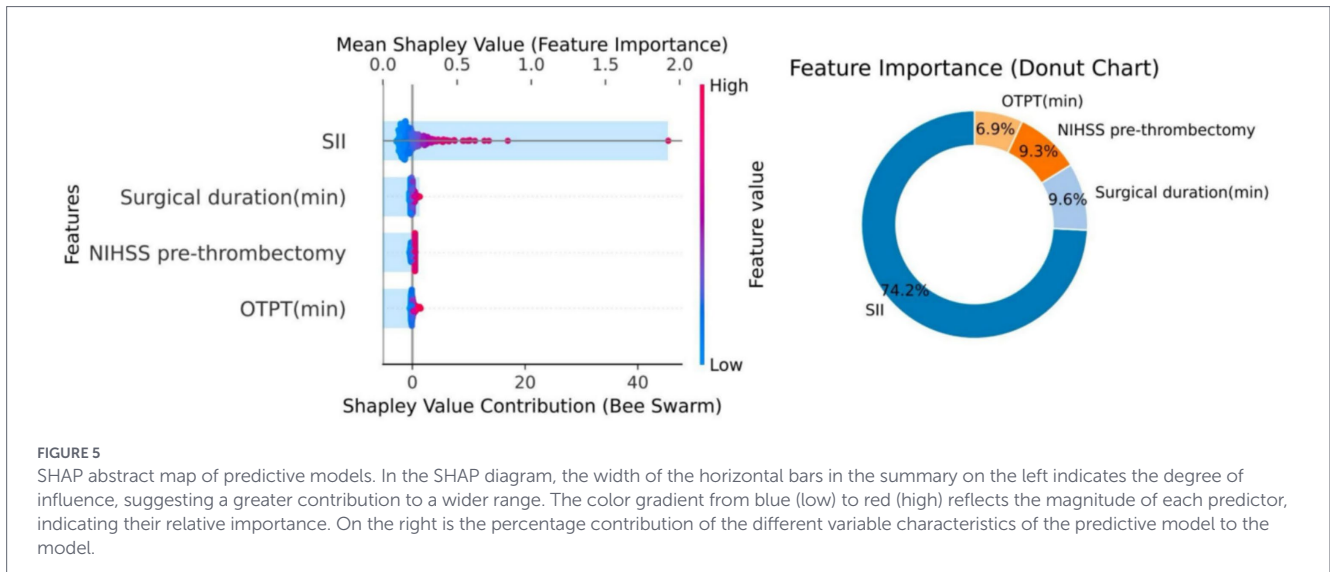 Mean Shapley Value (Feature Importance)
0.0 0.5 1.0 1.5 2.0
High
SII
Surgical duration(min)
NIHSS pre-thrombectomy
OTPT(min)
Features
Feature value
Low
0 20 40
Shapley Value Contribution (Bee Swarm)
Feature Importance (Donut Chart)
OTPT(min)
6.9%
NIHSS pre-thrombectomy
9.3%
Surgical duration(min)
9.6%
74.2%
SII
FIGURE 5
SHAP abstract map of predictive models. In the SHAP diagram, the width of the horizontal bars in the summary on the left indicates the degree of
influence, suggesting a greater contribution to a wider range. The color gradient from blue (low) to red (high) reflects the magnitude of each predictor,
indicating their relative importance. On the right is the percentage contribution of the different variable characteristics of the predictive model to the
model.